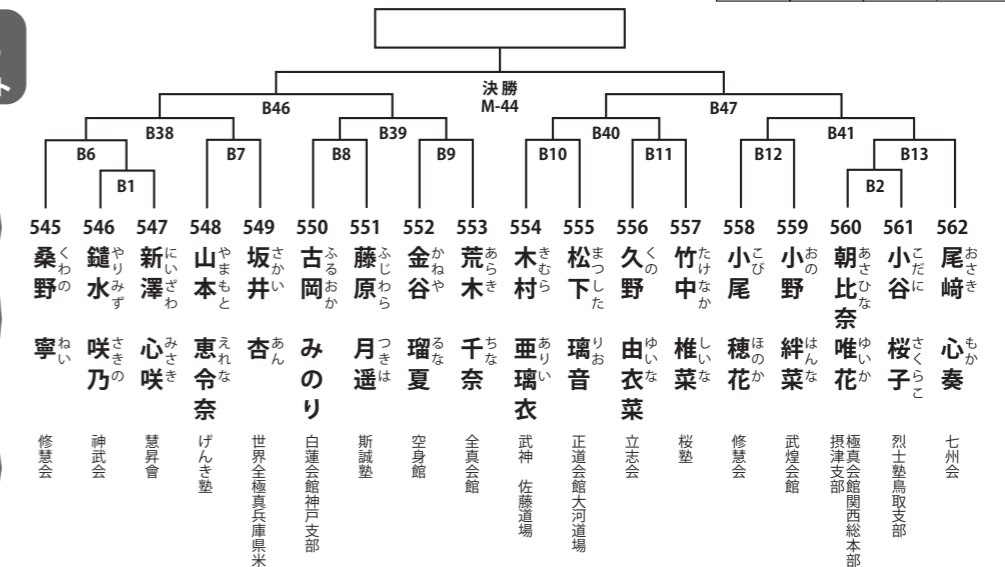 ト
決勝
M-44
B46
B47
B38
B39
B40
B41
B6
B7
B8
B9
B10
B11
B12
B13
B1
B2
545
桑野 寧
くわの ねい
修慧会
546
鑓水 咲乃
やりみず さきの
神武会
547
新澤 心咲
にいざわ みさき
慧昇會
548
山本 恵令奈
やまもと えれな
げんき塾
549
坂井 杏
さかい あん
世界全極真兵庫県米
550
古岡 みのり
ふるおか
白蓮会館神戸支部
551
藤原 月遥
ふじわら つきは
斯誠塾
552
金谷 瑠夏
かねや るな
空身館
553
荒木 千奈
あらき ちな
全真会館
554
木村 亜璃衣
きむら ありい
武神 佐藤道場
555
松下 璃音
まつした りお
正道会館大河道場
556
久野 由衣菜
くの ゆいな
立志会
557
竹中 椎菜
たけなか しいな
桜塾
558
小尾 穂花
こび ほのか
修慧会
559
小野 絆菜
おの はんな
武煌会館
560
朝比奈 唯花
あさひな ゆいか
極真会館関西総本部
摂津支部
561
小谷 桜子
こだに さくらこ
烈士塾鳥取支部
562
尾﨑 心奏
おさき もか
七州会